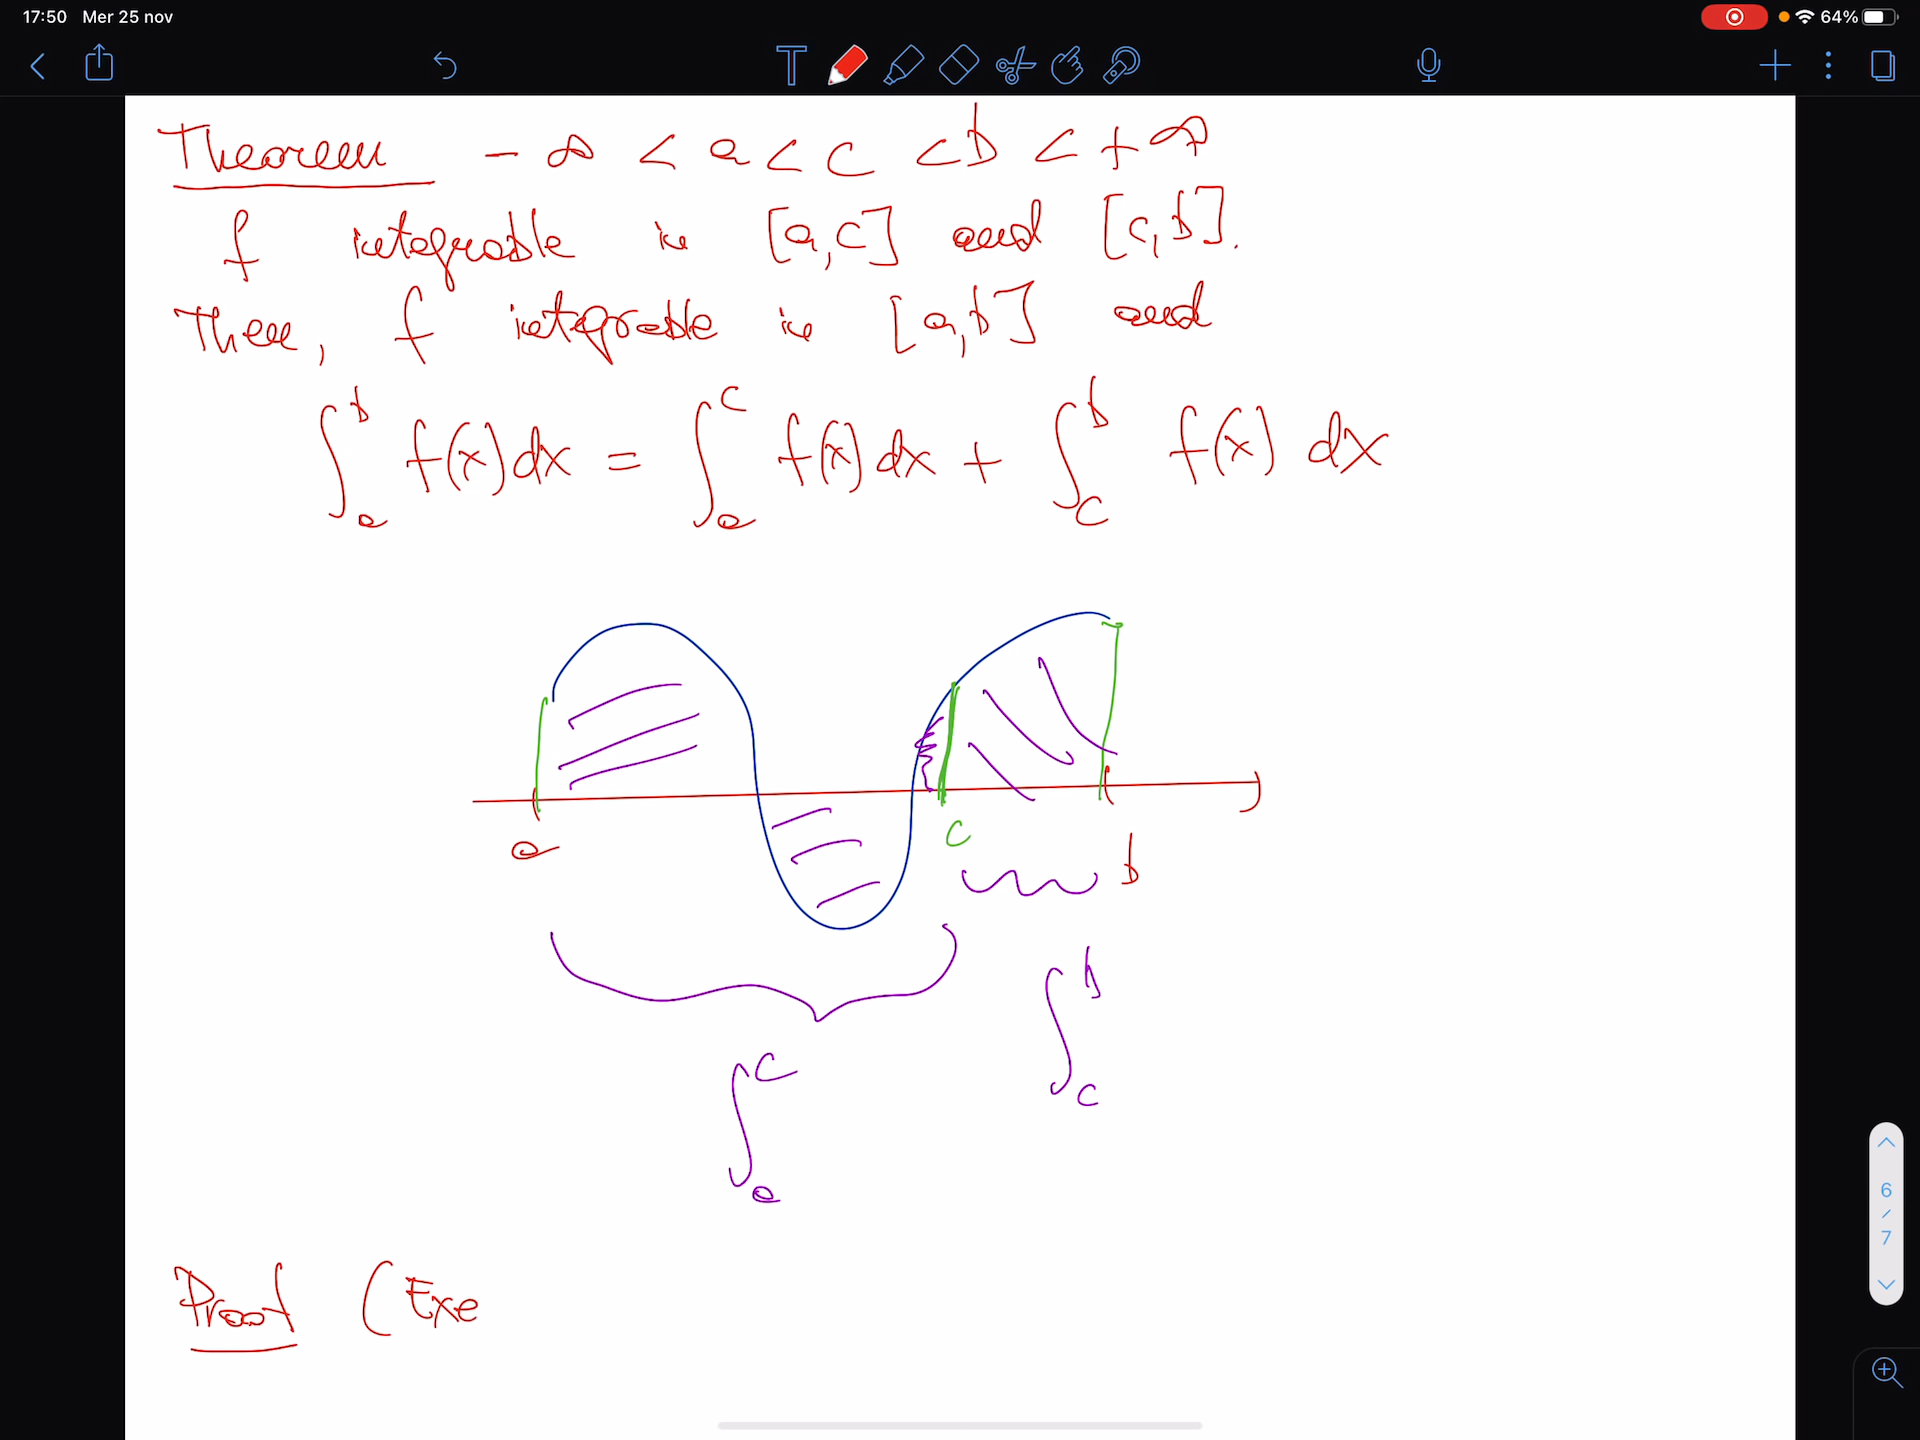 17:50 Mer 25 nov 64%
Theorem - ∞ < a < c < b < + ∞
f integrable in [a,c] and [c,b].
Then, f integrable in [a,b] and
∫_a^b f(x) dx = ∫_a^c f(x) dx + ∫_c^b f(x) dx
a c b
∫_a^c ∫_c^b
6
/
7
Proof (Exe